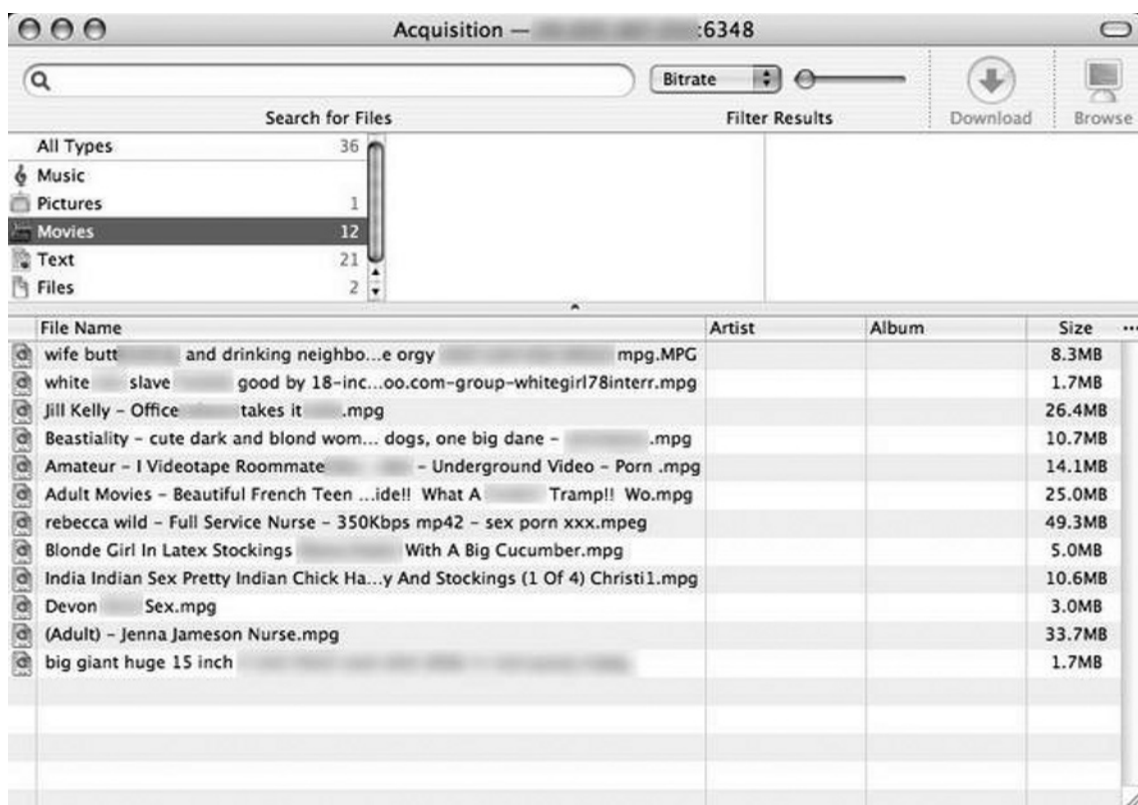 Acquisition — :6348
Bitrate
Search for Files
Filter Results
Download
Browse
All Types 36
Music
Pictures 1
Movies 12
Text 21
Files 2
File Name Artist Album Size ...
wife butt and drinking neighbo...e orgy mpg.MPG 8.3MB
white slave good by 18-inc...oo.com-group-whitegirl78interr.mpg 1.7MB
Jill Kelly - Office takes it .mpg 26.4MB
Beastiality - cute dark and blond wom... dogs, one big dane - .mpg 10.7MB
Amateur - I Videotape Roommate - Underground Video - Porn .mpg 14.1MB
Adult Movies - Beautiful French Teen ...ide!! What A Tramp!! Wo.mpg 25.0MB
rebecca wild - Full Service Nurse - 350Kbps mp42 - sex porn xxx.mpeg 49.3MB
Blonde Girl In Latex Stockings With A Big Cucumber.mpg 5.0MB
India Indian Sex Pretty Indian Chick Ha...y And Stockings (1 Of 4) Christi1.mpg 10.6MB
Devon Sex.mpg 3.0MB
(Adult) - Jenna Jameson Nurse.mpg 33.7MB
big giant huge 15 inch 1.7MB